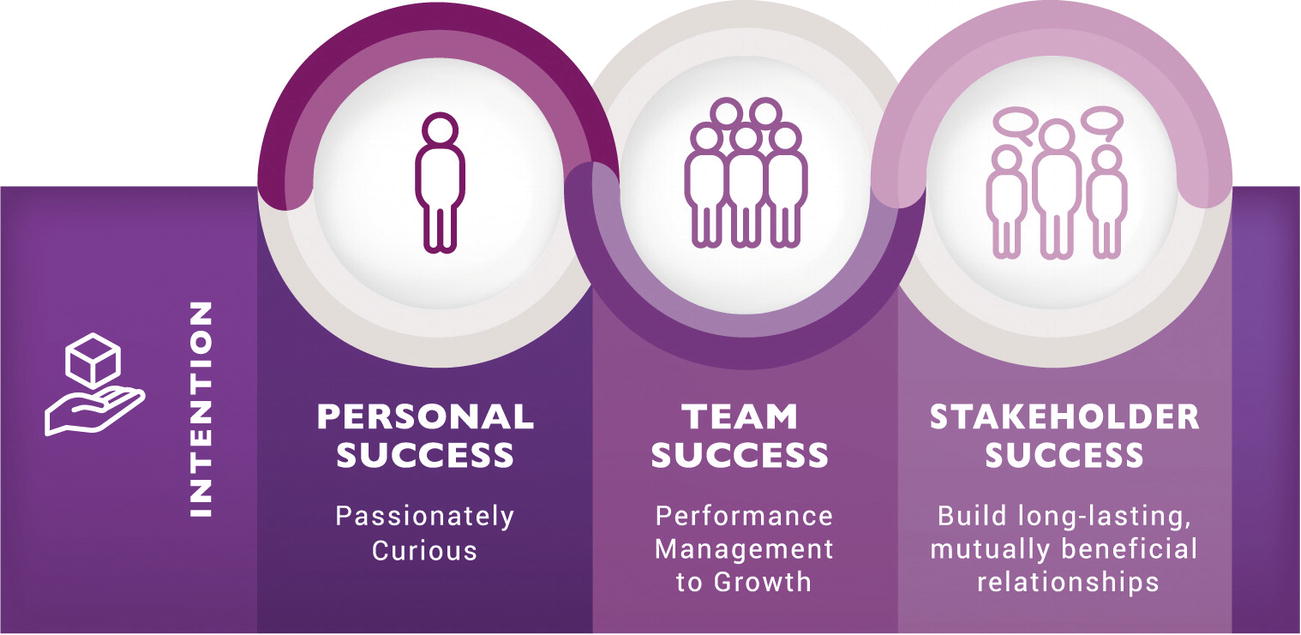 INTENTION
PERSONAL
SUCCESS
Passionately
Curious
TEAM
SUCCESS
Performance
Management
to Growth
STAKEHOLDER
SUCCESS
Build long-lasting,
mutually beneficial
relationships